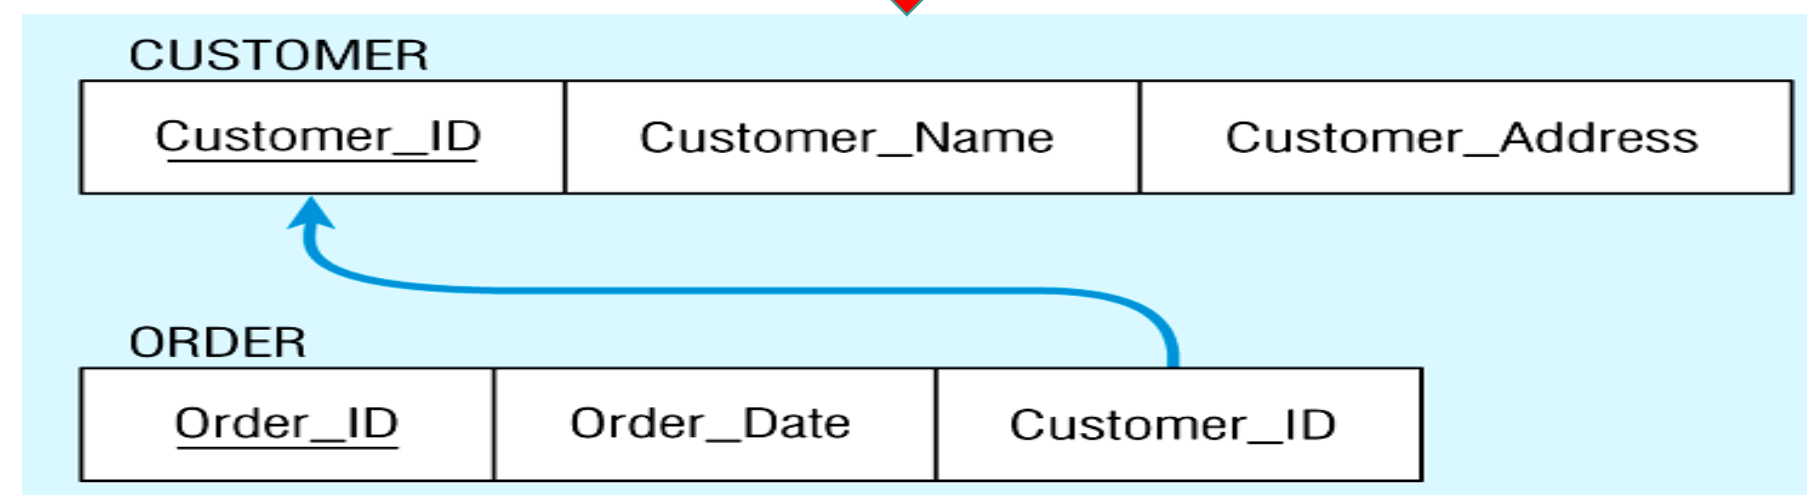 CUSTOMER
Customer_ID Customer_Name Customer_Address
ORDER
Order_ID Order_Date Customer_ID